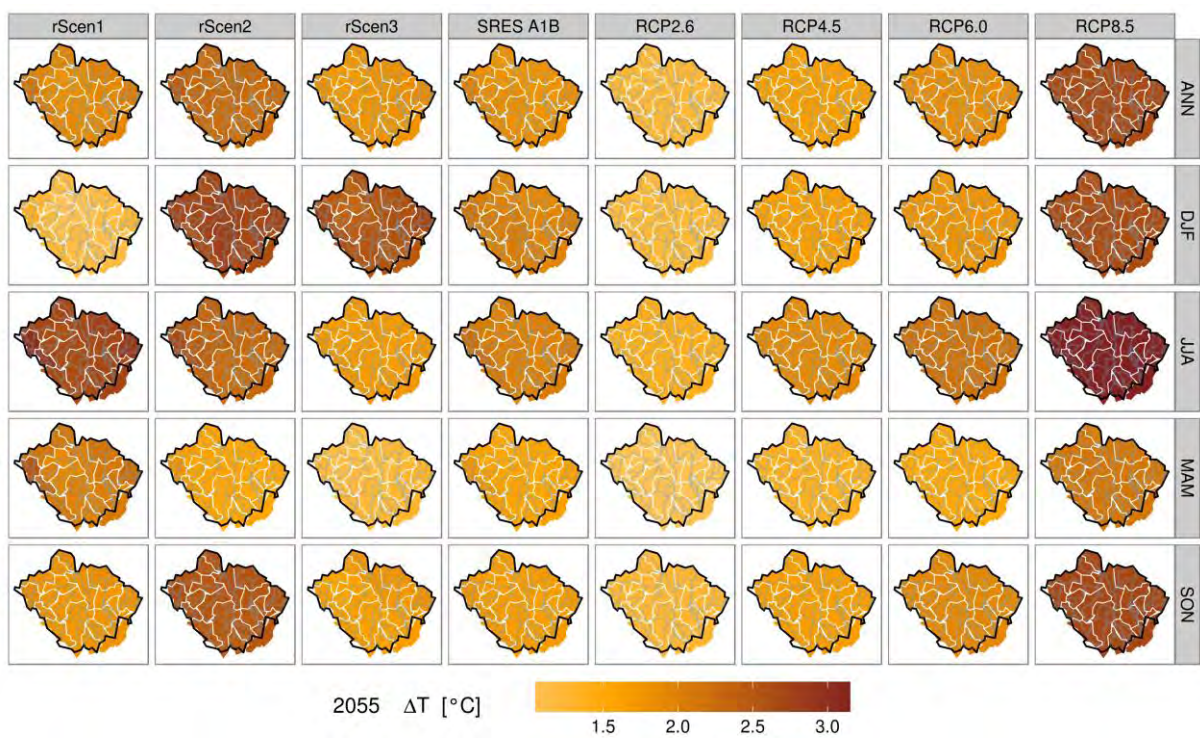 rScen1 rScen2 rScen3 SRES A1B RCP2.6 RCP4.5 RCP6.0 RCP8.5
ANN
DJF
JJA
MAM
SON
2055 ΔT [°C]
1.5 2.0 2.5 3.0